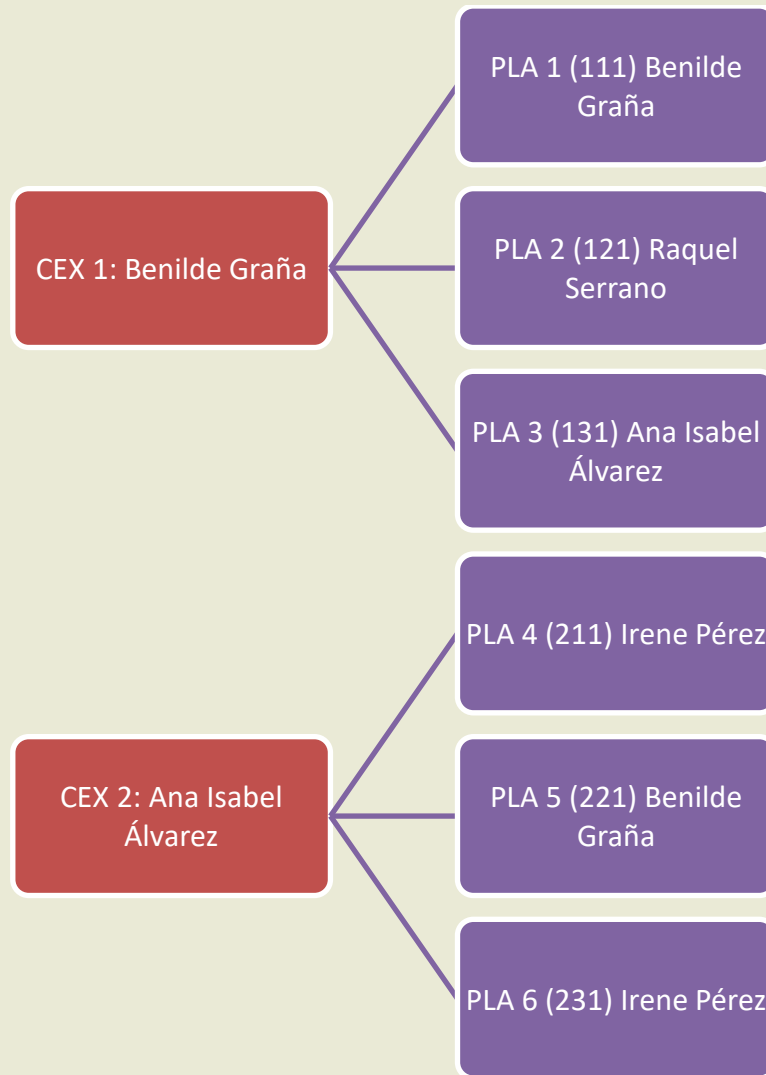 PLA 1 (111) Benilde
Graña
CEX 1: Benilde Graña
PLA 2 (121) Raquel
Serrano
PLA 3 (131) Ana Isabel
Álvarez
PLA 4 (211) Irene Pérez
CEX 2: Ana Isabel
Álvarez
PLA 5 (221) Benilde
Graña
PLA 6 (231) Irene Pérez